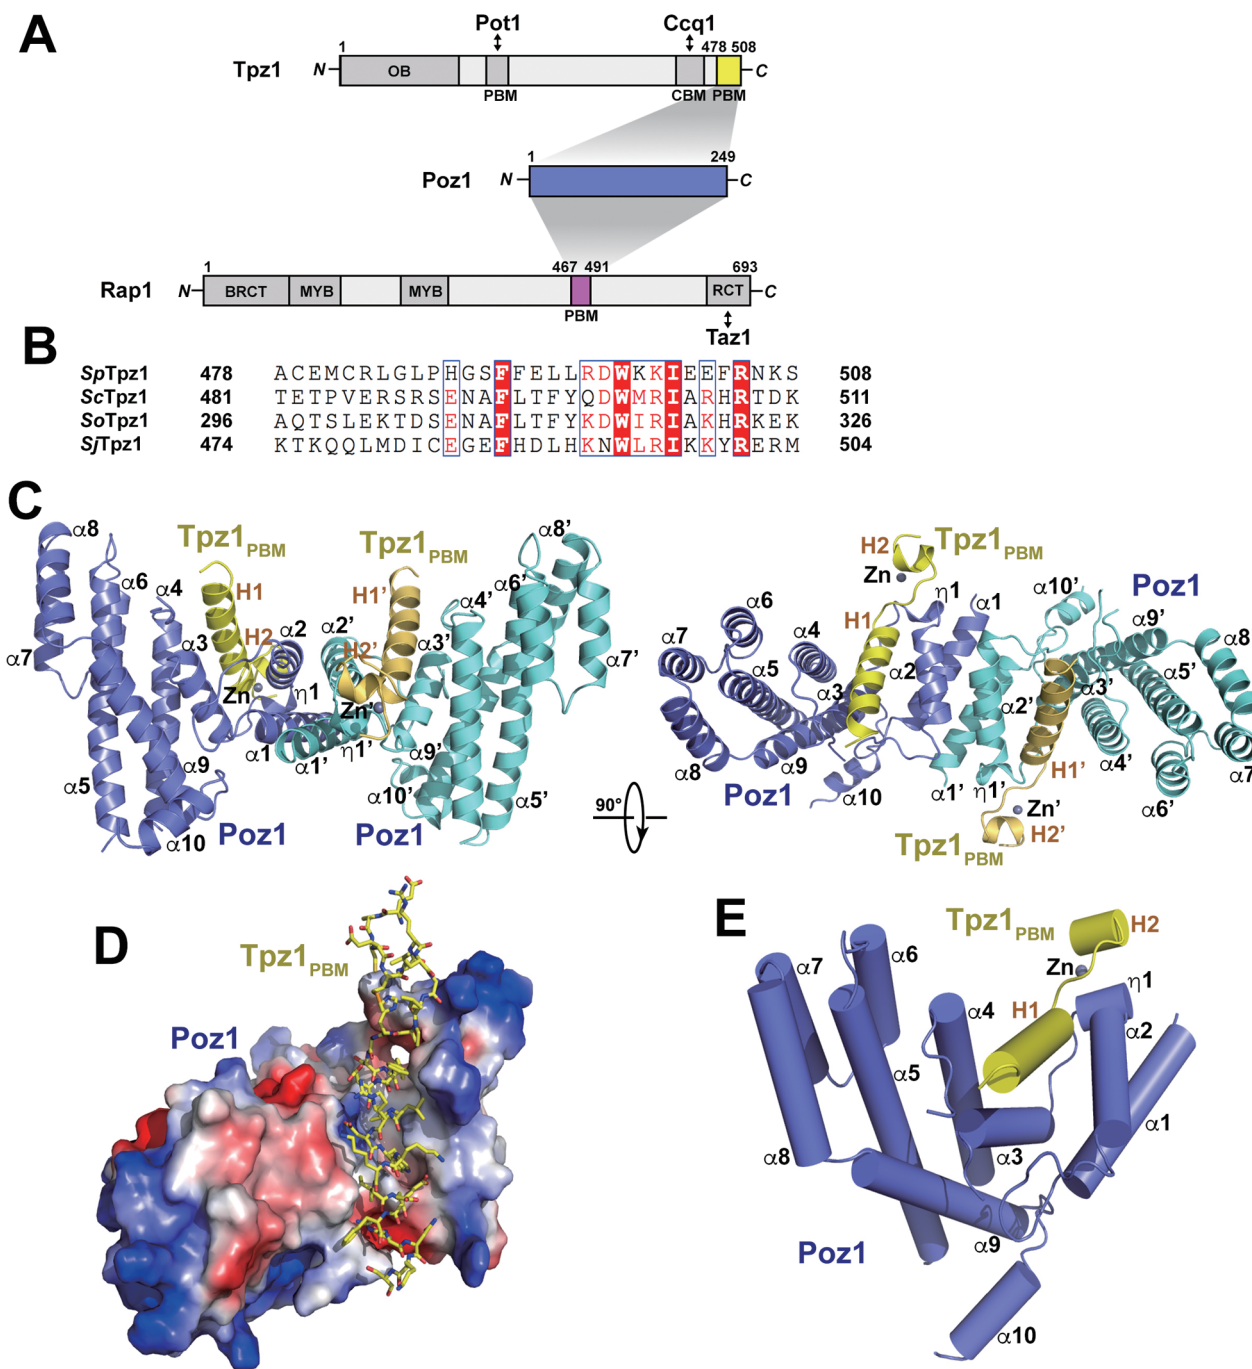 A
Pot1 Ccq1
1 478 508
Tpz1 N OB C
PBM CBM PBM
1 249
Poz1 N C
1 467 491 693
Rap1 N BRCT MYB MYB RCT C
PBM
Taz1
B
SpTpz1 478 ACEMCRLGLPHGSFFELLRDWKKIEEFRNKS 508
ScTpz1 481 TETPVERSRSENAFLTFYQDWMRIARHRTDK 511
SoTpz1 296 AQTSLEKTDSENAFLTFYKDWIRIAKHRKEK 326
SjTpz1 474 KTKQQLMDICEGEFHDLHKNWLRIKKYRERM 504
C
α8 Tpz1PBM Tpz1PBM α8'
α6 α4 H1 H1' α4' α6'
α3 H2 α2 α2' H2' α3'
α7 Zn η1 Zn' α7'
α1 α1' η1' α9'
α5 α9 α10' α5'
α10 Poz1 Poz1
90°
H2 Tpz1PBM
Zn α10' Poz1
α6 H1 η1 α1 α9'
α7 α4 α8
α5 α3 α2 α2' α3' α5'
α8 α9 H1' α7
Poz1 α10 α1' η1' α4' α6'
Zn'
Tpz1PBM H2'
D
Tpz1PBM
Poz1
E
Tpz1PBM H2
α7 α6 Zn
α4 H1 η1
α2
α5
α8 α3 α1
Poz1 α9
α10